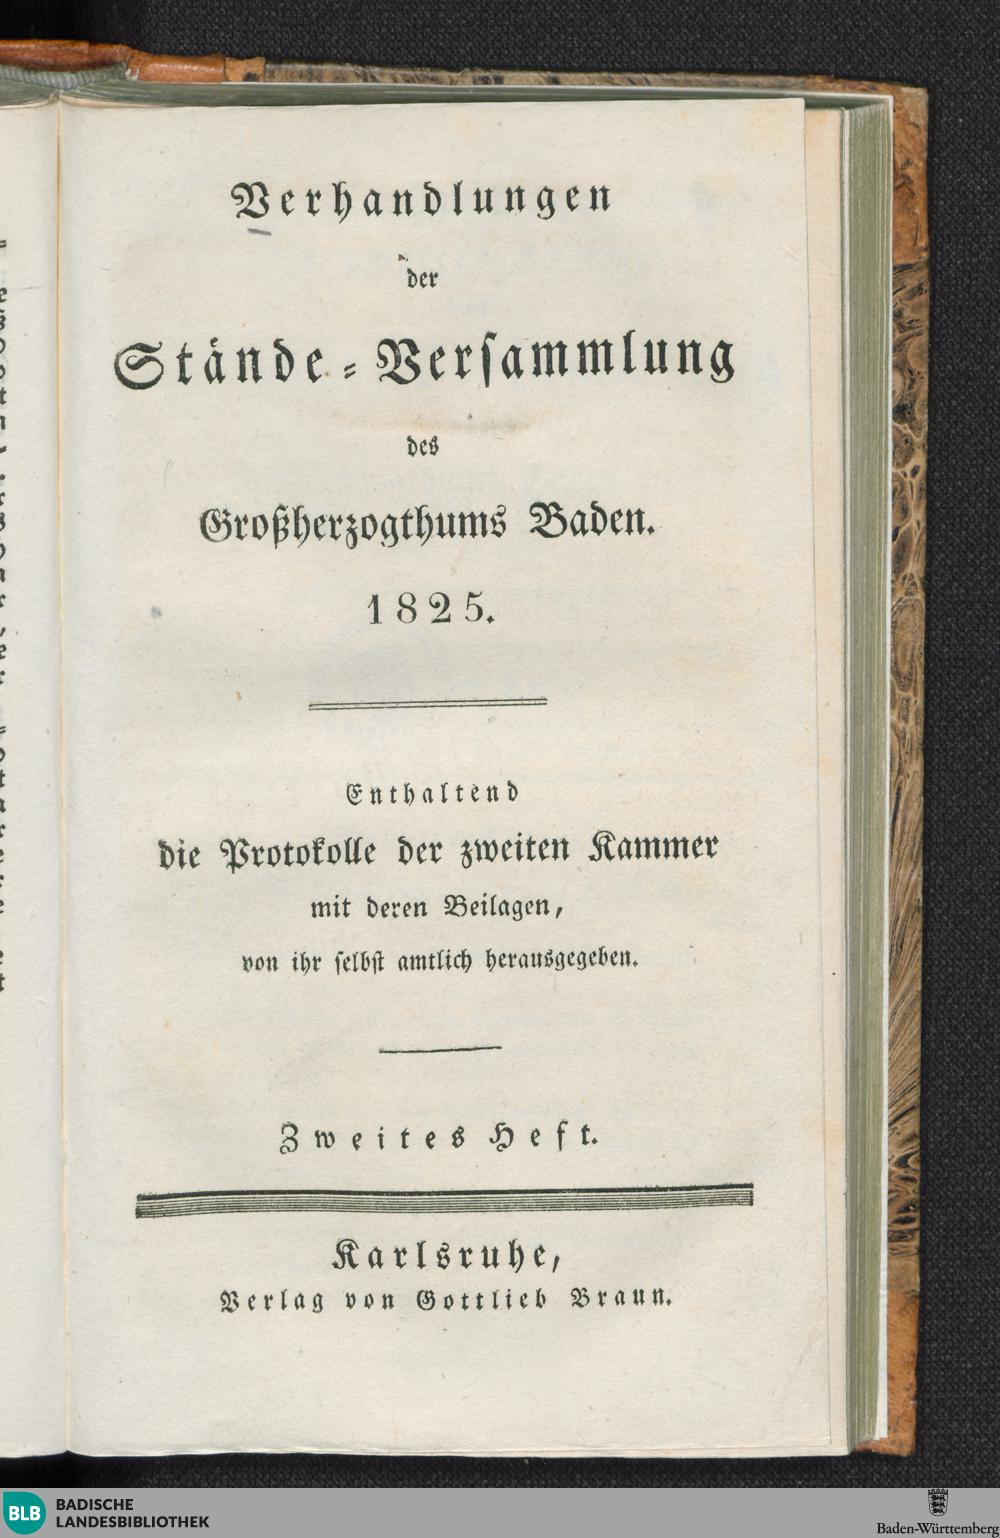 Verhandlungen
der
Stände-Versammlung
des
Großherzogthums Baden.
1825.
Enthaltend
die Protokolle der zweiten Kammer
mit deren Beilagen,
von ihr selbst amtlich herausgegeben.
Zweites Heft.
Karlsruhe,
Verlag von Gottlieb Braun.
BLB
BADISCHE
LANDESBIBLIOTHEK
Baden-Württemberg